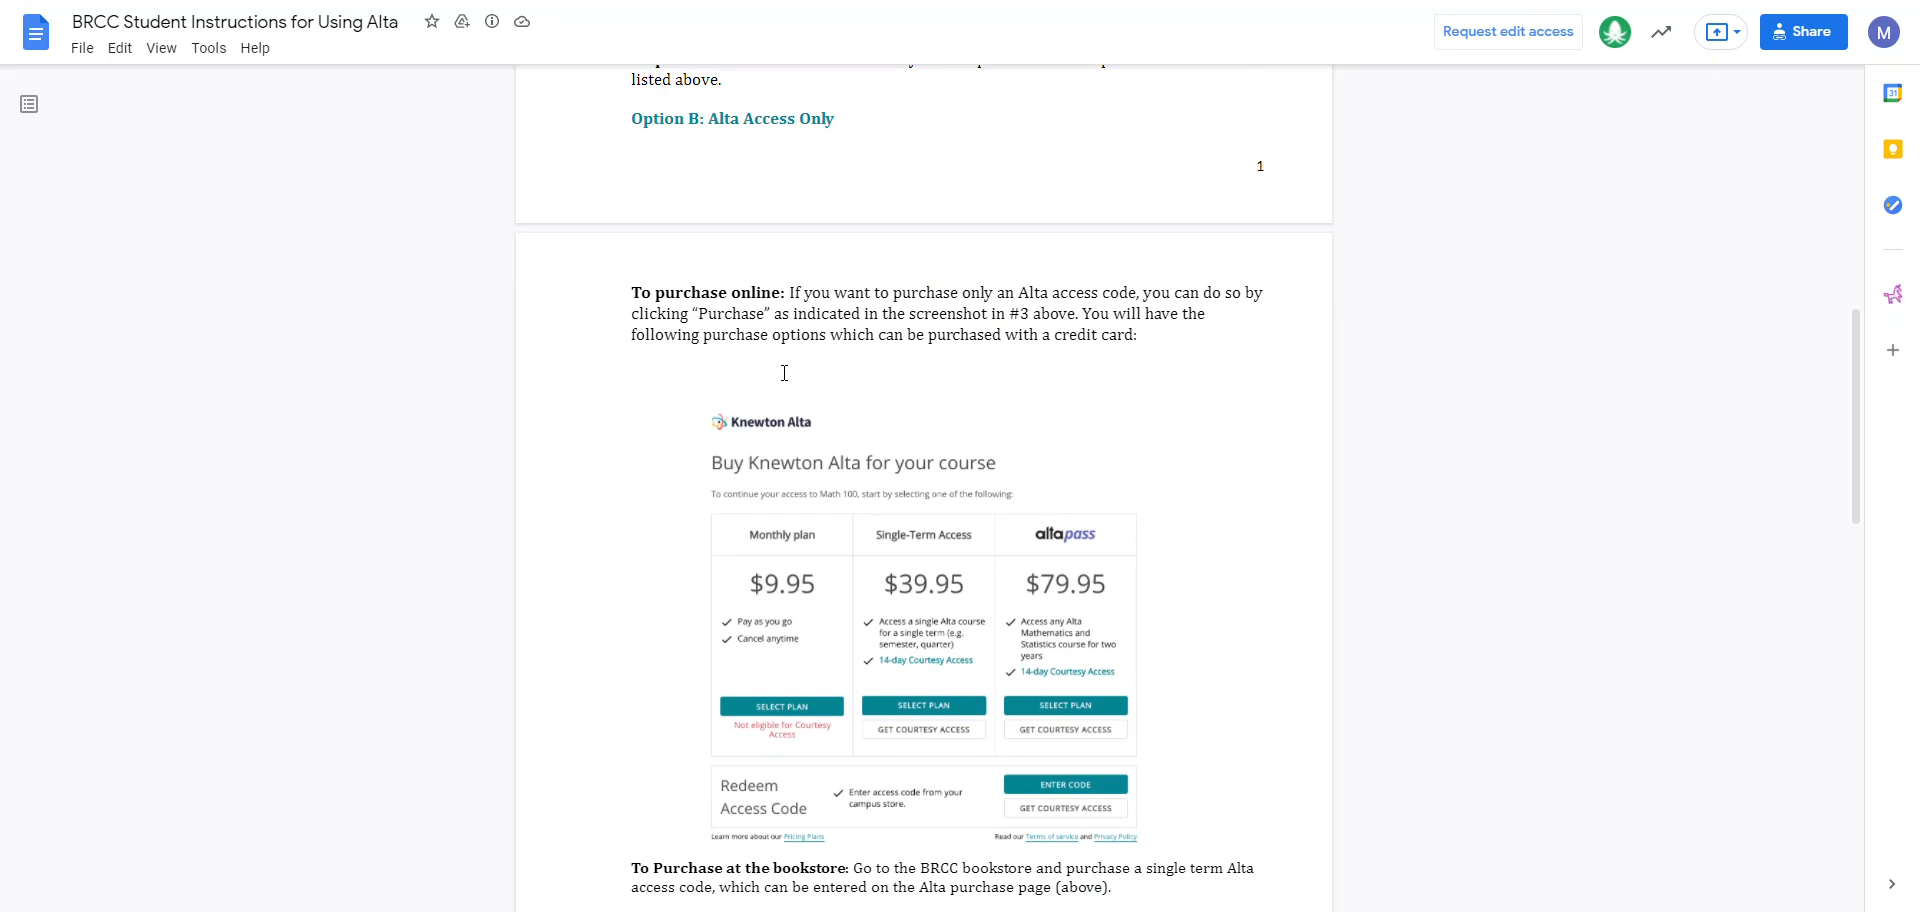 BRCC Student Instructions for Using Alta
File Edit View Tools Help
Request edit access
Share
M
31
listed above.
Option B: Alta Access Only
1
To purchase online: If you want to purchase only an Alta access code, you can do so by
clicking “Purchase” as indicated in the screenshot in #3 above. You will have the
following purchase options which can be purchased with a credit card:
Knewton Alta
Buy Knewton Alta for your course
To continue your access to Math 100, start by selecting one of the following:
Monthly plan
$9.95
Pay as you go
Cancel anytime
SELECT PLAN
Not eligible for Courtesy
Access
Single-Term Access
$39.95
Access a single Alta course
for a single term (e.g.
semester, quarter)
14-day Courtesy Access
SELECT PLAN
GET COURTESY ACCESS
altapass
$79.95
Access any Alta
Mathematics and
Statistics course for two
years
14-day Courtesy Access
SELECT PLAN
GET COURTESY ACCESS
Redeem
Access Code
Enter access code from your
campus store.
ENTER CODE
GET COURTESY ACCESS
Learn more about our Pricing Plans
Read our Terms of service and Privacy Policy
To Purchase at the bookstore: Go to the BRCC bookstore and purchase a single term Alta
access code, which can be entered on the Alta purchase page (above).